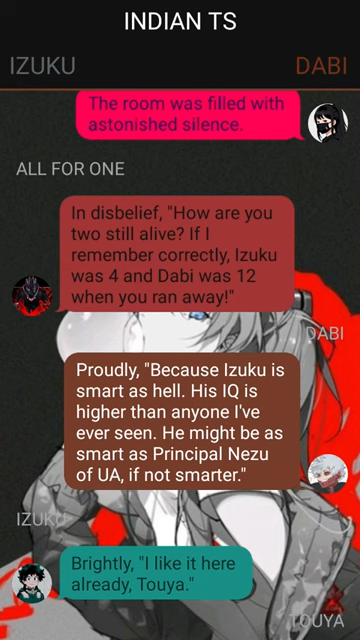 INDIAN TS
IZUKU DABI
The room was filled with
astonished silence.
ALL FOR ONE
In disbelief, "How are you
two still alive? If I
remember correctly, Izuku
was 4 and Dabi was 12
when you ran away!"
DABI
Proudly, "Because Izuku is
smart as hell. His IQ is
higher than anyone I've
ever seen. He might be as
smart as Principal Nezu
of UA, if not smarter."
IZUKU
Brightly, "I like it here
already, Touya."
TOUYA